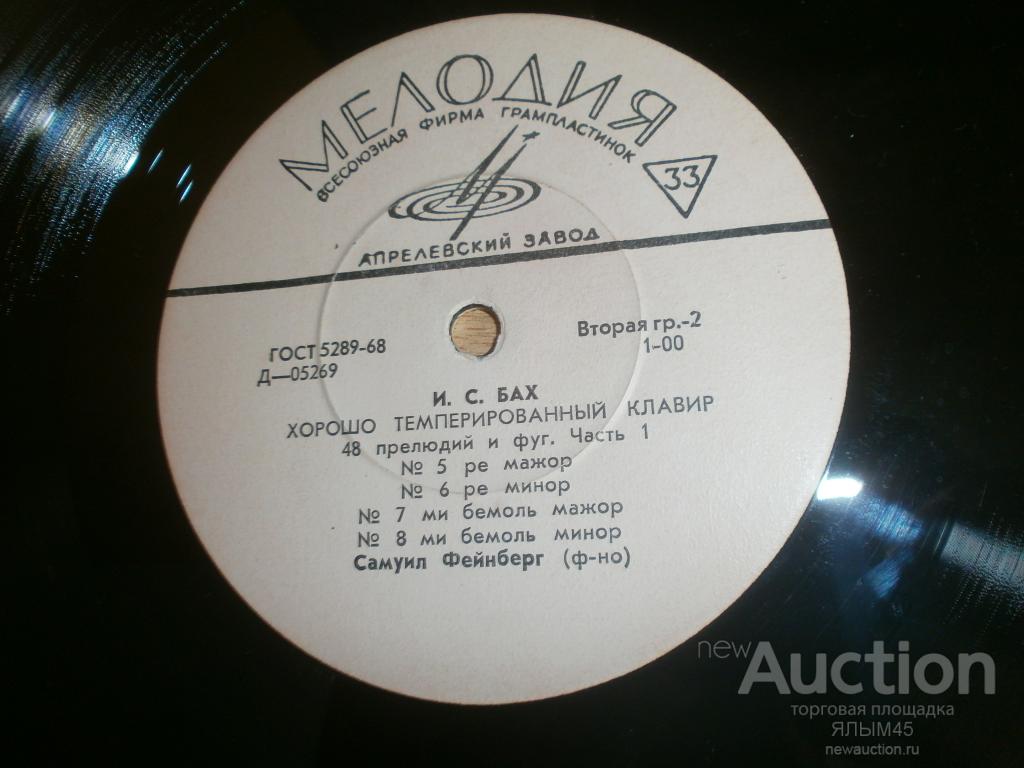 МЕЛОДИЯ
ВСЕСОЮЗНАЯ ФИРМА ГРАМПЛАСТИНОК
33
АПРЕЛЕВСКИЙ ЗАВОД
ГОСТ 5289-68
Д—05269
Вторая гр.-2
1-00
И. С. БАХ
ХОРОШО ТЕМПЕРИРОВАННЫЙ КЛАВИР
48 прелюдий и фуг. Часть 1
№ 5 ре мажор
№ 6 ре минор
№ 7 ми бемоль мажор
№ 8 ми бемоль минор
Самуил Фейнберг (ф-но)
newAuction
торговая площадка
ЯЛЫМ45
newauction.ru